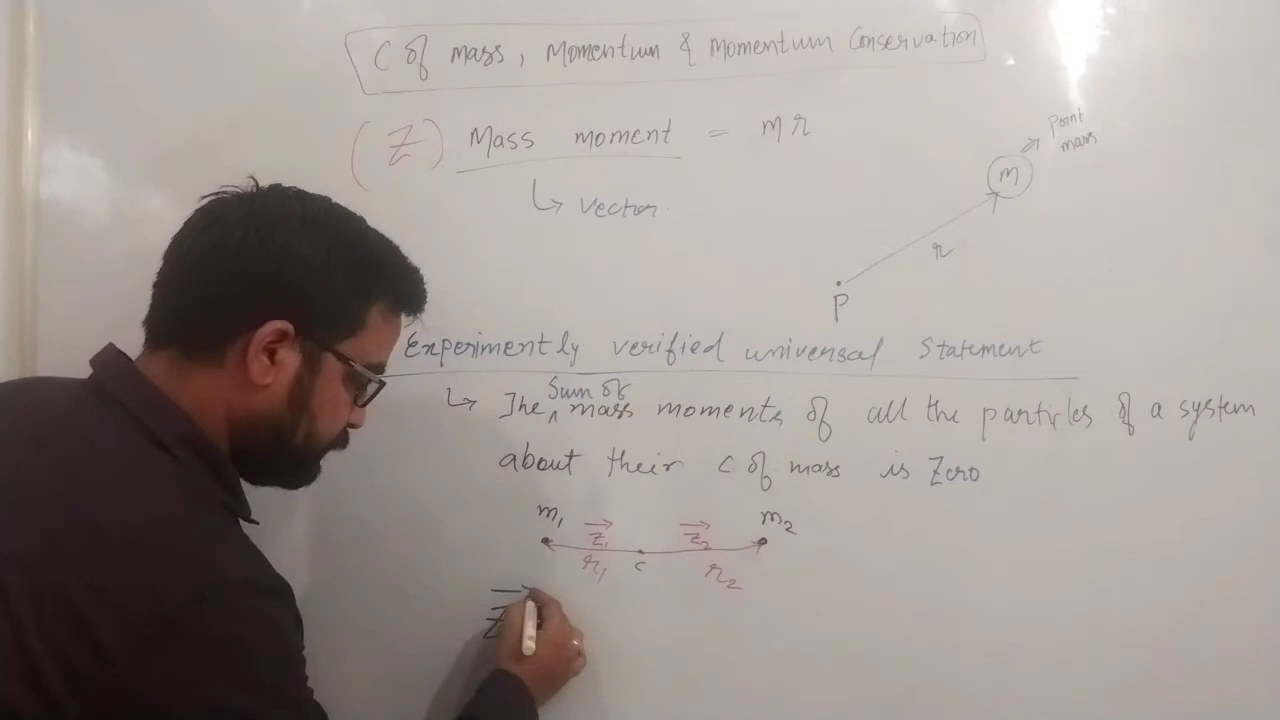 C of mass, Momentum & Momentum Conservation
(Z) Mass moment = mr
↳ vector
point
mass
m
r
P
Experimently verified universal Statement
↳ The ^ Sum of mass moments of all the particles of a system
about their C of mass is Zero
m₁ m₂
Z₁ Z₂
r₁ c r₂
Z